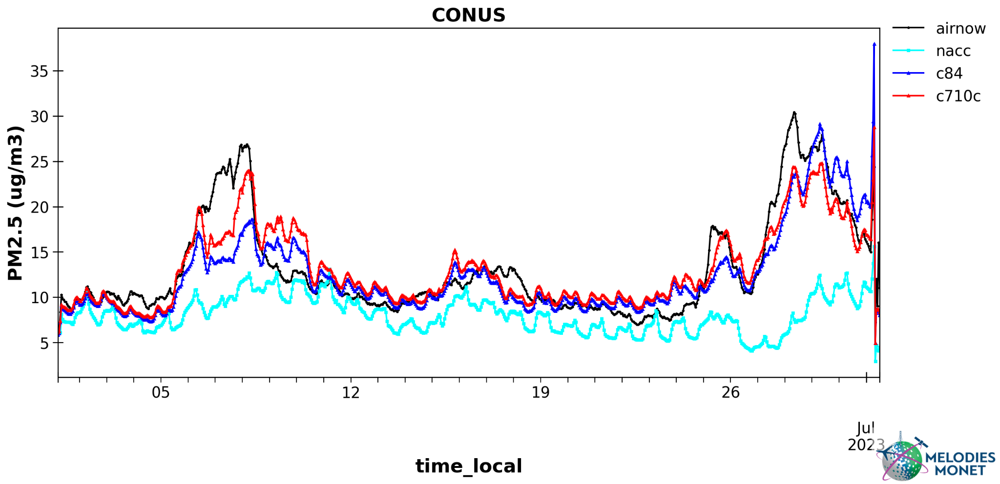 CONUS
airnow
nacc
c84
c710c
PM2.5 (ug/m3)
35
30
25
20
15
10
5
05
12
19
26
Jul
2023
time_local
MELODIES
MONET